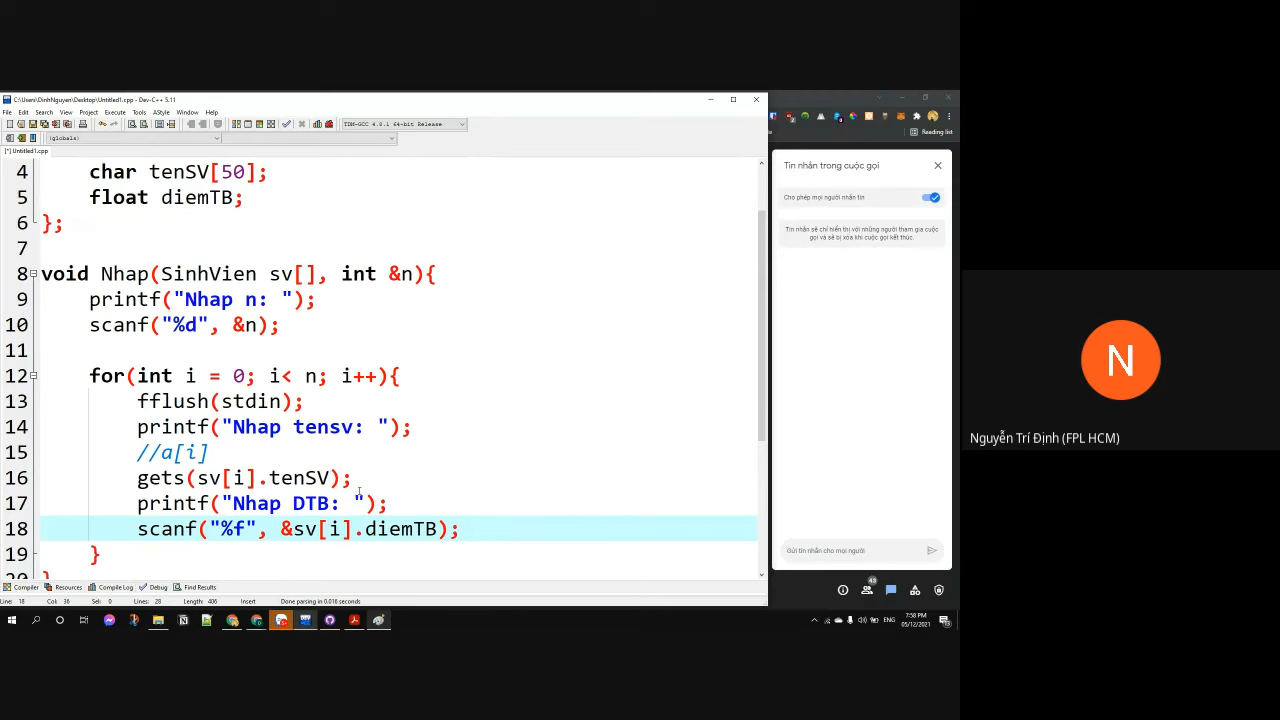 C:\Users\DinhNguyen\Desktop\Untitled1.cpp - Dev-C++ 5.11
File Edit Search View Project Execute Tools AStyle Window Help
TDM-GCC 4.9.1 64-bit Release
(globals)
[*] Untitled1.cpp
4 char tenSV[50];
5 float diemTB;
6 };
7
8 void Nhap(SinhVien sv[], int &n){
9 printf("Nhap n: ");
10 scanf("%d", &n);
11
12 for(int i = 0; i< n; i++){
13 fflush(stdin);
14 printf("Nhap tensv: ");
15 //a[i]
16 gets(sv[i].tenSV);
17 printf("Nhap DTB: ");
18 scanf("%f", &sv[i].diemTB);
19 }
Compiler Resources Compile Log Debug Find Results
Line: 18 Col: 36 Sel: 0 Lines: 28 Length: 406 Insert Done parsing in 0.016 seconds
Reading list
Tin nhắn trong cuộc gọi
Cho phép mọi người nhắn tin
Tin nhắn sẽ chỉ hiển thị với những người tham gia cuộc
gọi và sẽ bị xóa khi cuộc gọi kết thúc.
Gửi tin nhắn cho mọi người
43
ENG
7:58 PM
05/12/2021
N
Nguyễn Trí Định (FPL HCM)